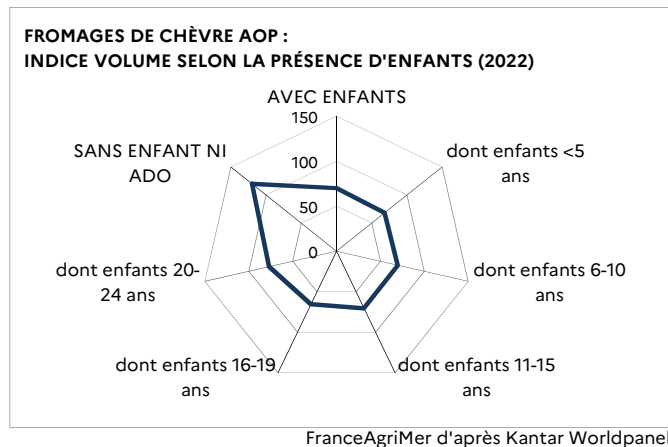 FROMAGES DE CHÈVRE AOP :
INDICE VOLUME SELON LA PRÉSENCE D'ENFANTS (2022)
AVEC ENFANTS
150
100
50
0
dont enfants <5
ans
dont enfants 6-10
ans
dont enfants 11-15
ans
dont enfants 16-19
ans
dont enfants 20-
24 ans
SANS ENFANT NI
ADO
FranceAgriMer d'après Kantar Worldpanel